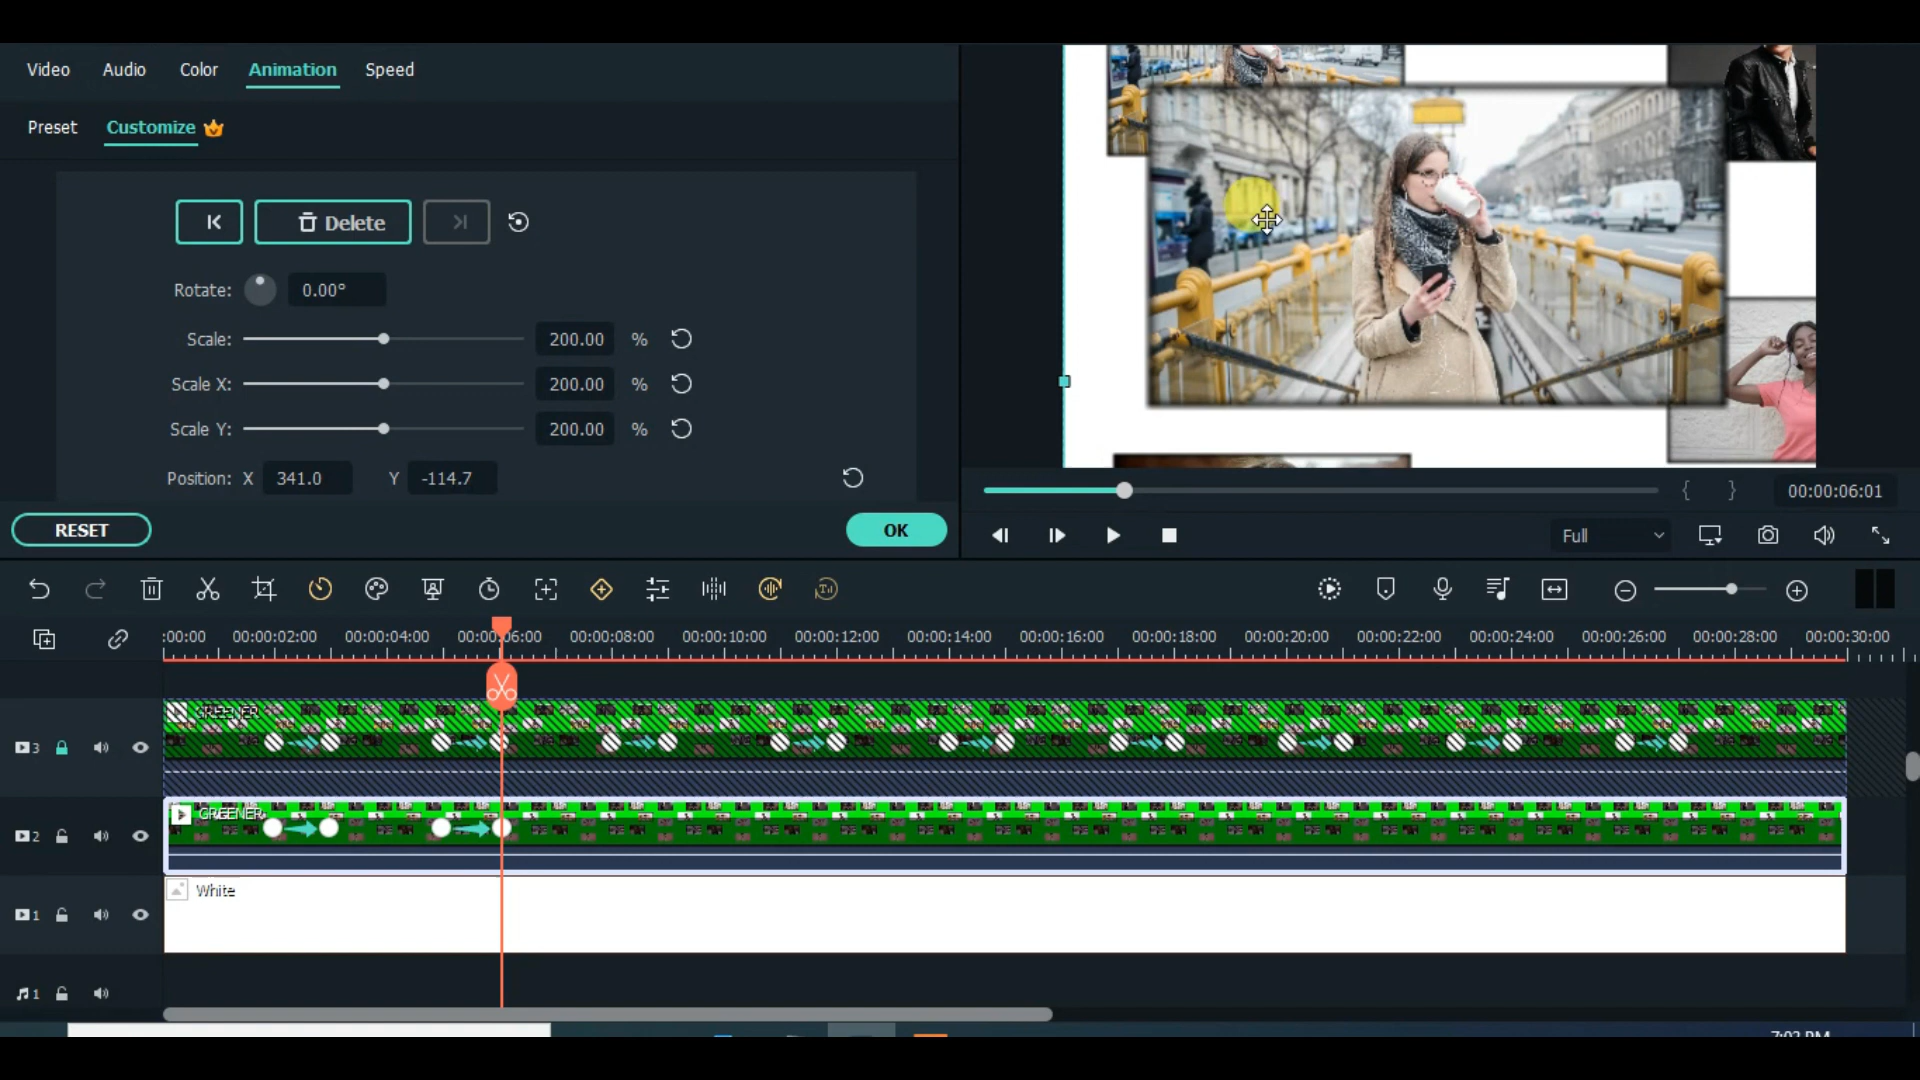 Video Audio Color Animation Speed
Preset Customize
Delete
Rotate: 0.00°
Scale: 200.00 %
Scale X: 200.00 %
Scale Y: 200.00 %
Position: X 341.0 Y -114.7
RESET OK
{ } 00:00:06:01
Full
:00:00 00:00:02:00 00:00:04:00 00:00:06:00 00:00:08:00 00:00:10:00 00:00:12:00 00:00:14:00 00:00:16:00 00:00:18:00 00:00:20:00 00:00:22:00 00:00:24:00 00:00:26:00 00:00:28:00 00:00:30:00
GREENER
3
GREENER
2
White
1
1
7:03 PM